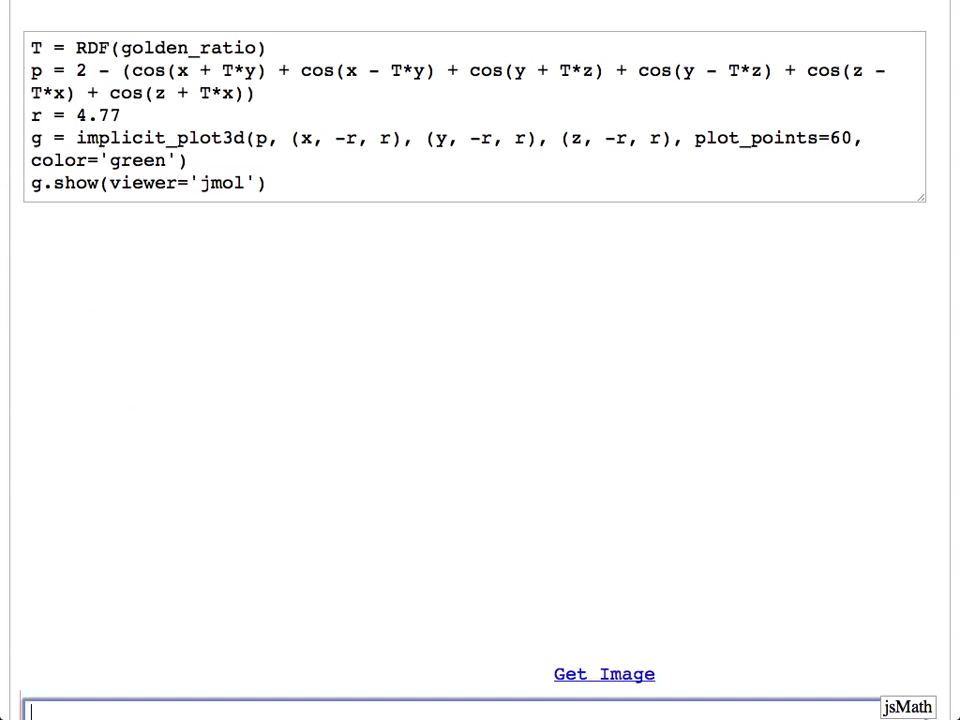 T = RDF(golden_ratio)
p = 2 - (cos(x + T*y) + cos(x - T*y) + cos(y + T*z) + cos(y - T*z) + cos(z -
T*x) + cos(z + T*x))
r = 4.77
g = implicit_plot3d(p, (x, -r, r), (y, -r, r), (z, -r, r), plot_points=60,
color='green')
g.show(viewer='jmol')
Get Image
jsMath